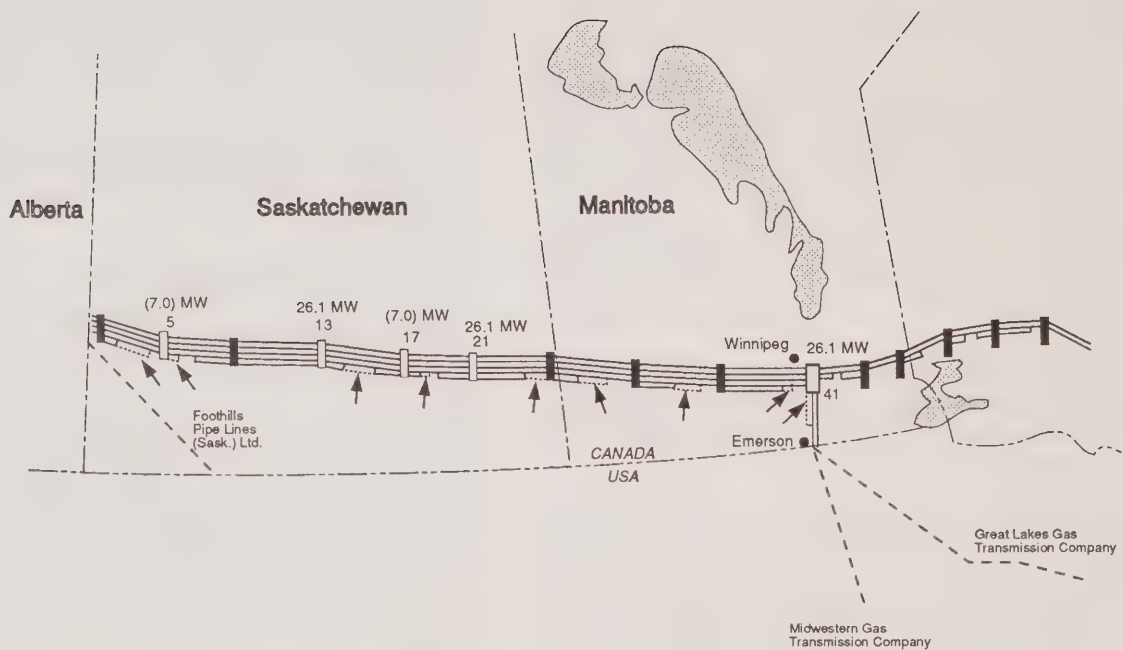 Alberta
Saskatchewan
Manitoba
(7.0) MW
5
26.1 MW
13
(7.0) MW
17
26.1 MW
21
Winnipeg
26.1 MW
41
Foothills
Pipe Lines
(Sask.) Ltd.
Emerson
CANADA
USA
Great Lakes Gas
Transmission Company
Midwestern Gas
Transmission Company